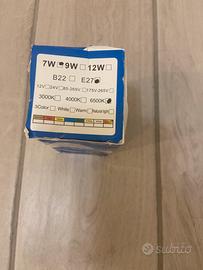 7W 9W 12W
B22 E27
12V 24V 85-265V 175V-265V
3000K 4000K 6500K
3Color White Warm
subito